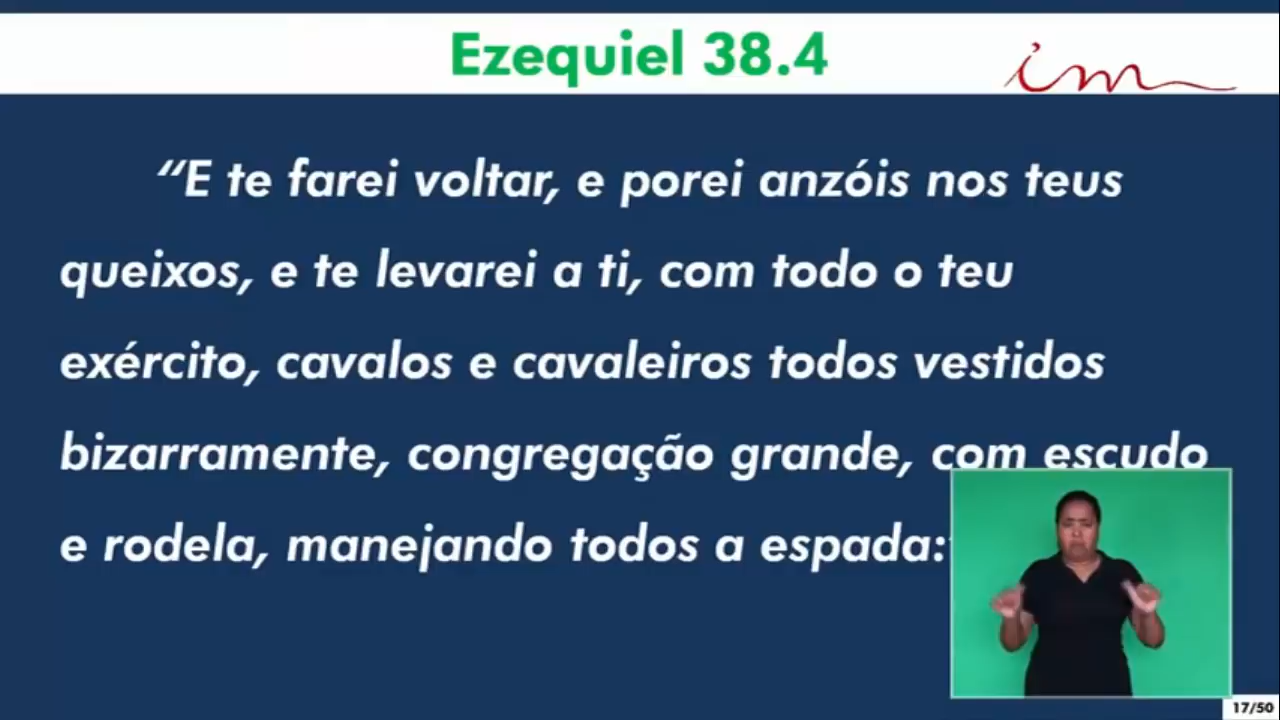 Ezequiel 38.4
im
“E te farei voltar, e porei anzóis nos teus
queixos, e te levarei a ti, com todo o teu
exército, cavalos e cavaleiros todos vestidos
bizarramente, congregação grande, com escudo
e rodela, manejando todos a espada:
17/50